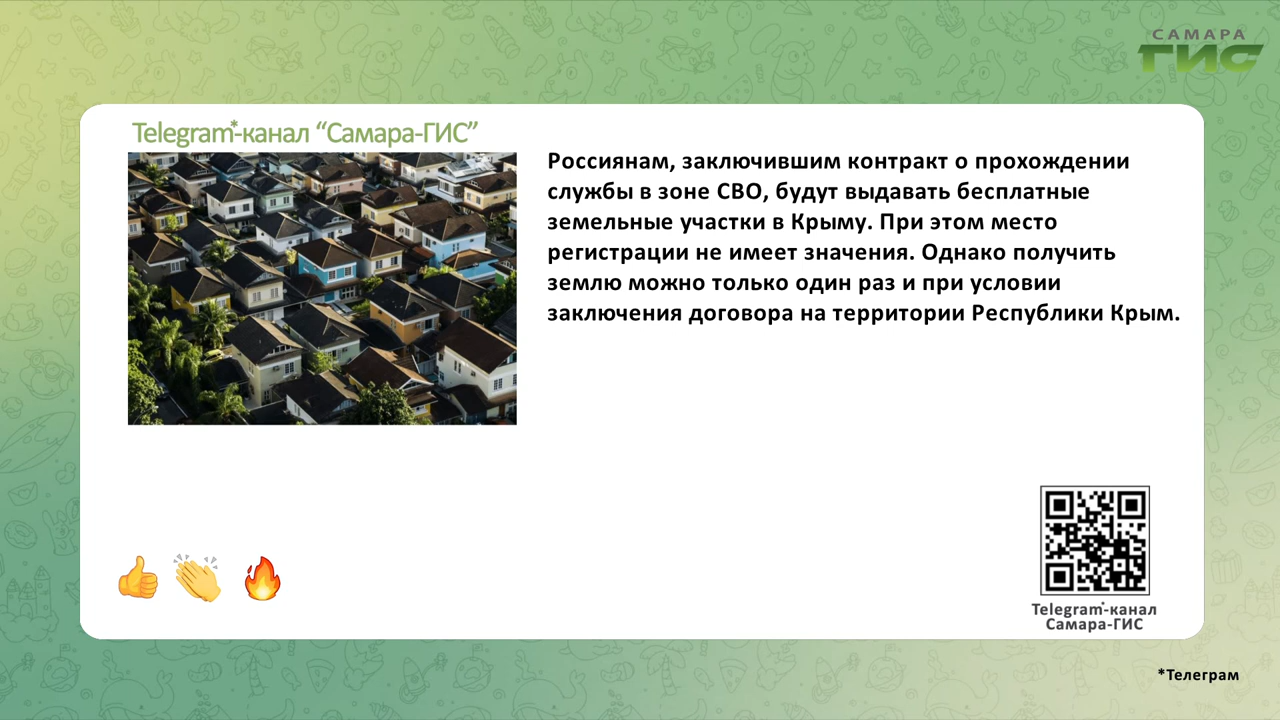 САМАРА
ГИС
Telegram*-канал “Самара-ГИС”
Россиянам, заключившим контракт о прохождении
службы в зоне СВО, будут выдавать бесплатные
земельные участки в Крыму. При этом место
регистрации не имеет значения. Однако получить
землю можно только один раз и при условии
заключения договора на территории Республики Крым.
Telegram*-канал
Самара-ГИС
*Телеграм